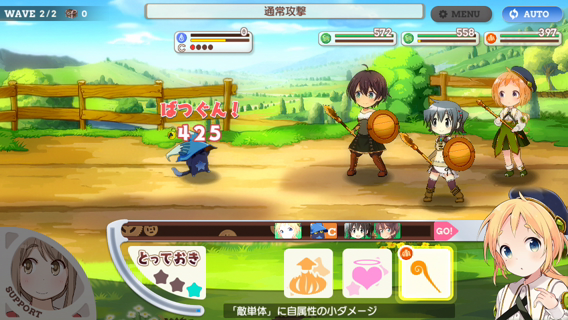 WAVE 2/2 0
通常攻撃
MENU
AUTO
0
C
572
558
397
ばつぐん!
425
C
GO!
とっておき
SUPPORT
「敵単体」に自属性の小ダメージ